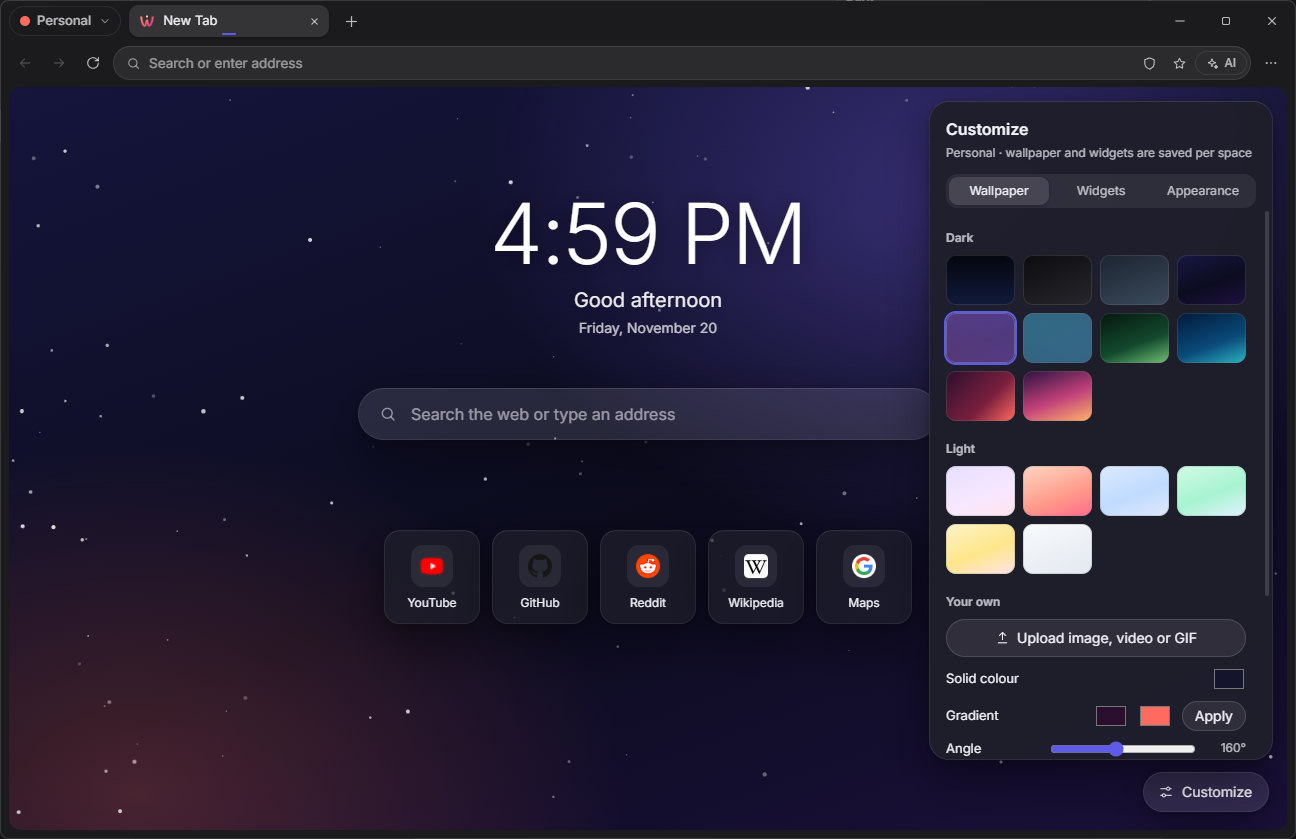 Personal
New Tab
Search or enter address
AI
4:59 PM
Good afternoon
Friday, November 20
Search the web or type an address
YouTube
GitHub
Reddit
W
Wikipedia
G
Maps
Customize
Personal · wallpaper and widgets are saved per space
Wallpaper Widgets Appearance
Dark
Light
Your own
Upload image, video or GIF
Solid colour
Gradient
Apply
Angle
160°
Customize